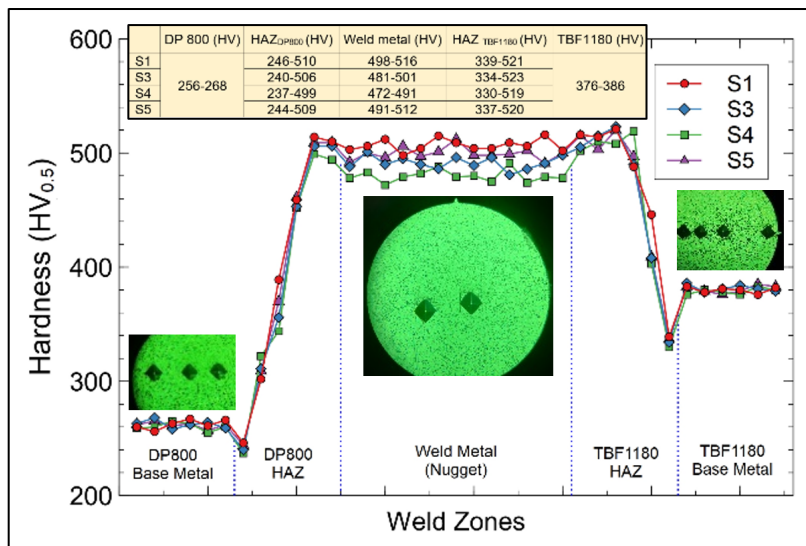 600
500
400
300
200
Hardness (HV0.5)
DP 800 (HV) HAZDP800 (HV) Weld metal (HV) HAZ TBF1180 (HV) TBF1180 (HV)
S1 256-268 246-510 498-516 339-521 376-386
S3 240-506 481-501 334-523
S4 237-499 472-491 330-519
S5 244-509 491-512 337-520
S1
S3
S4
S5
DP800
Base Metal
DP800
HAZ
Weld Metal
(Nugget)
TBF1180
HAZ
TBF1180
Base Metal
Weld Zones